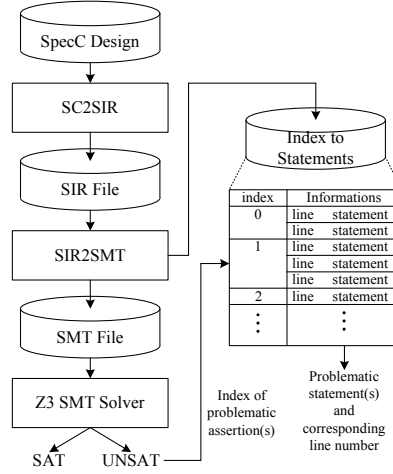 SpecC Design
SC2SIR
SIR File
SIR2SMT
SMT File
Z3 SMT Solver
SAT
UNSAT
Index to
Statements
index
Informations
0
line statement
line statement
1
line statement
line statement
line statement
2
line statement
Index of
problematic
assertion(s)
Problematic
statement(s)
and
corresponding
line number